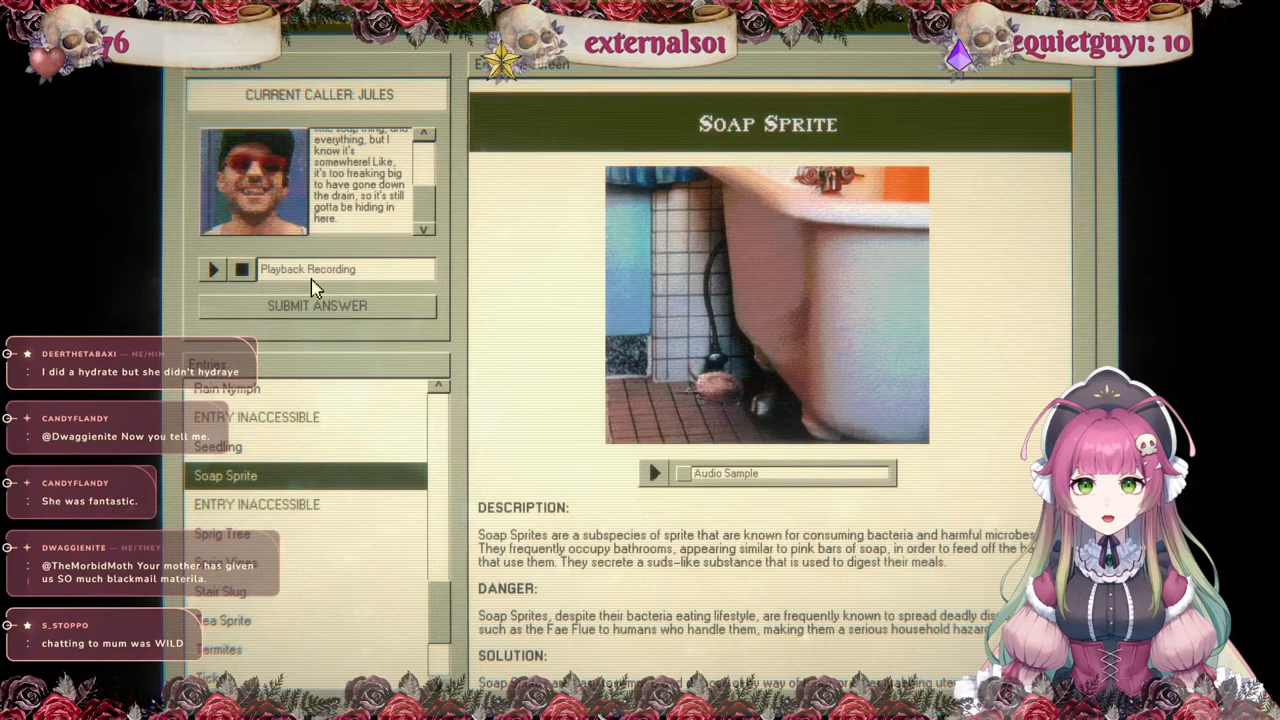 76
externalsoi
equietguy1: 10
CURRENT CALLER: JULES
everything, but I
know it's
somewhere! Like,
it's too freaking big
to have gone down
the drain, so it's still
gotta be hiding in
here.
Playback Recording
SUBMIT ANSWER
Entries
Rain Nymph
ENTRY INACCESSIBLE
Seedling
Soap Sprite
ENTRY INACCESSIBLE
Sprig Tree
Stair Slug
Termites
SOAP SPRITE
Audio Sample
DESCRIPTION:
Soap Sprites are a subspecies of sprite that are known for consuming bacteria and harmful microbes
They frequently occupy bathrooms, appearing similar to pink bars of soap, in order to feed off the
that use them. They secrete a suds-like substance that is used to digest their meals.
DANGER:
Soap Sprites, despite their bacteria eating lifestyle, are frequently known to spread deadly
such as the Fae Flue to humans who handle them, making them a serious household
SOLUTION:
DEERTHETABAXI — HE/HIM
I did a hydrate but she didn't hydraye
CANDYFLANDY
@Dwaggienite Now you tell me.
CANDYFLANDY
She was fantastic.
DWAGGIENITE — HE/THEY
@TheMorbidMoth Your mother has given
us SO much blackmail materila.
S_STOPPO
chatting to mum was WILD